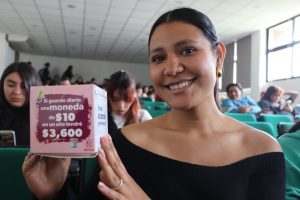 Si guardo diario
una moneda
de $10
en un año tendré
$3,600